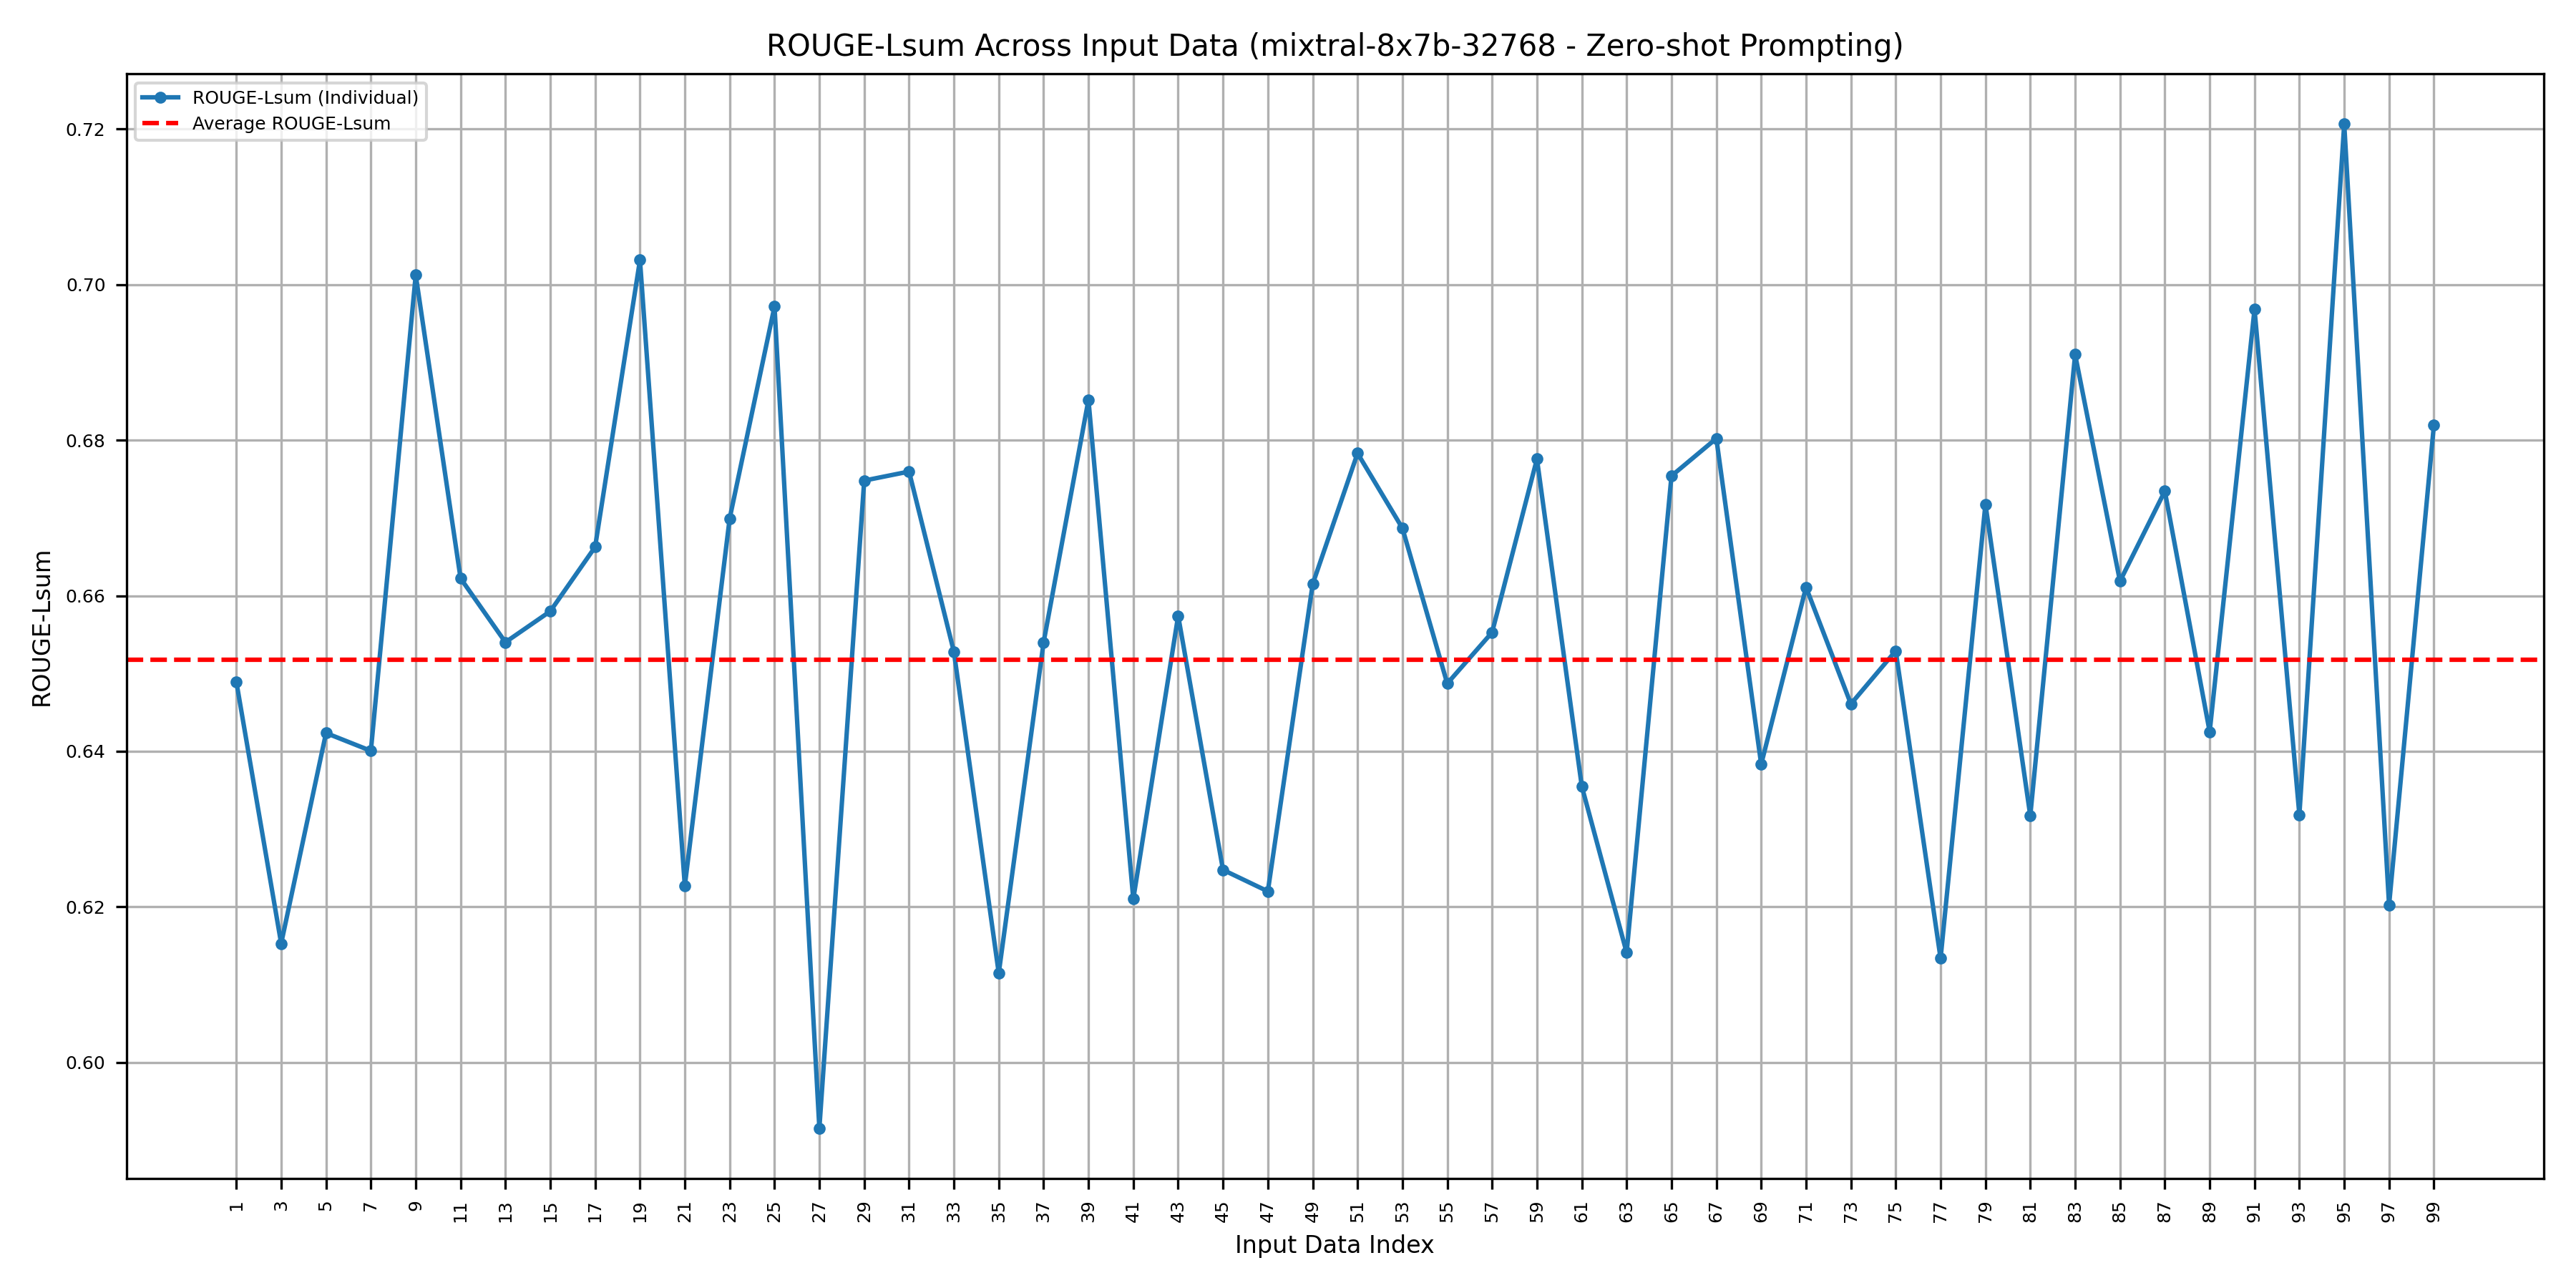 ROUGE-Lsum Across Input Data (mixtral-8x7b-32768 - Zero-shot Prompting)
ROUGE-Lsum (Individual)
Average ROUGE-Lsum
0.72
0.70
0.68
0.66
0.64
0.62
0.60
ROUGE-Lsum
1 3 5 7 9 11 13 15 17 19 21 23 25 27 29 31 33 35 37 39 41 43 45 47 49 51 53 55 57 59 61 63 65 67 69 71 73 75 77 79 81 83 85 87 89 91 93 95 97 99
Input Data Index